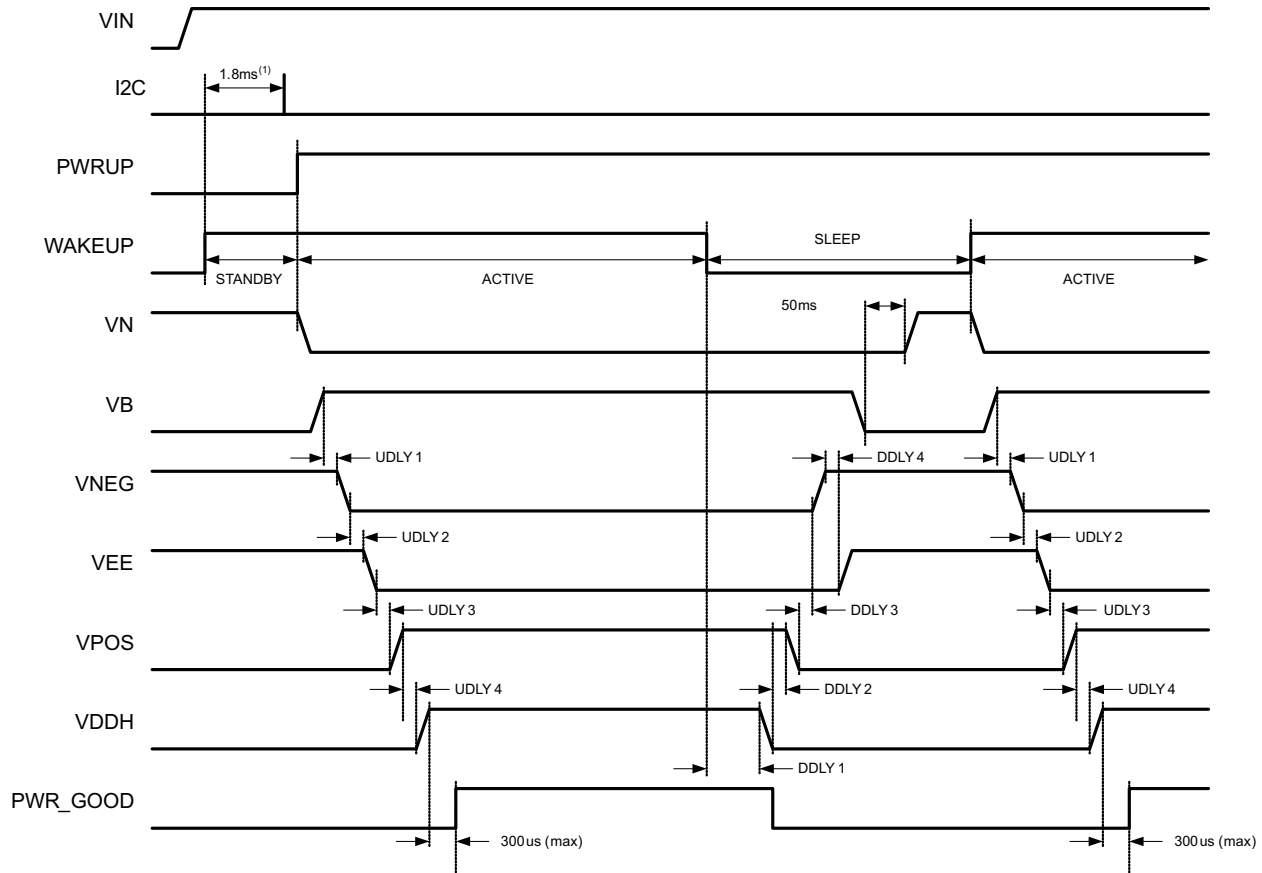 VIN
1.8ms(1)
I2C
PWRUP
WAKEUP
SLEEP
STANDBY
ACTIVE
ACTIVE
50ms
VN
VB
UDLY 1
DDLY 4
UDLY 1
VNEG
UDLY 2
UDLY 2
VEE
UDLY 3
DDLY 3
UDLY 3
VPOS
UDLY 4
DDLY 2
UDLY 4
VDDH
DDLY 1
PWR_GOOD
300us (max)
300us (max)